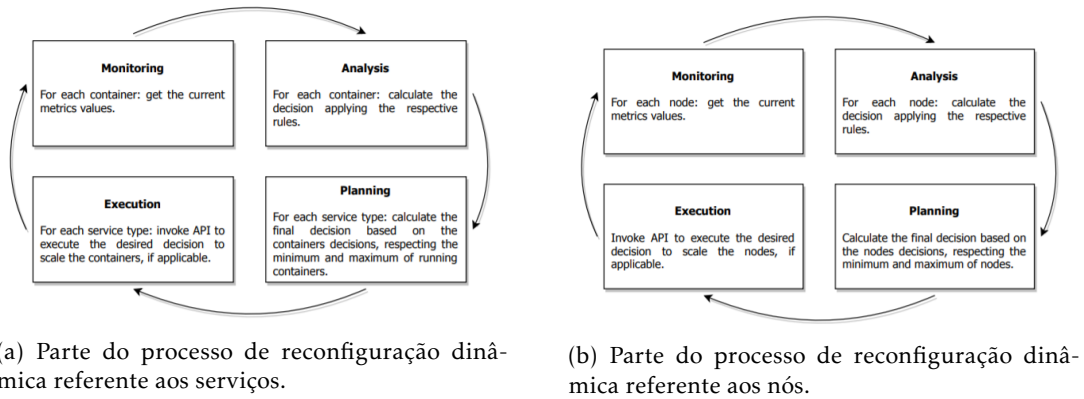 Monitoring
For each container: get the current
metrics values.
Analysis
For each container: calculate the
decision applying the respective
rules.
Execution
For each service type: invoke API to
execute the desired decision to
scale the containers, if applicable.
Planning
For each service type: calculate the
final decision based on the
containers decisions, respecting the
minimum and maximum of running
containers.
(a) Parte do processo de reconfiguração dinâ-
mica referente aos serviços.
Monitoring
For each node: get the current
metrics values.
Analysis
For each node: calculate the
decision applying the respective
rules.
Execution
Invoke API to execute the desired
decision to scale the nodes, if
applicable.
Planning
Calculate the final decision based on
the nodes decisions, respecting the
minimum and maximum of nodes.
(b) Parte do processo de reconfiguração dinâ-
mica referente aos nós.